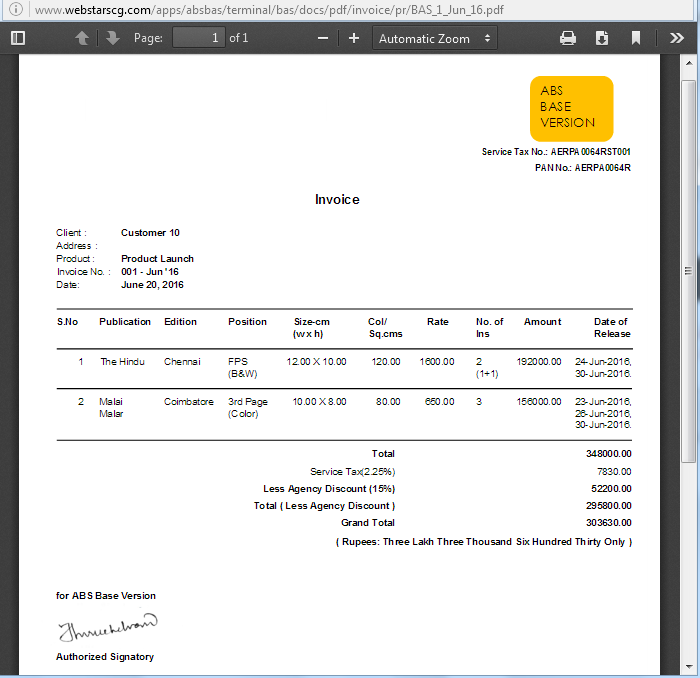 www.webstarscg.com/apps/absbas/terminal/bas/docs/pdf/invoice/pr/BAS_1_Jun_16.pdf
Page: 1 of 1 Automatic Zoom
ABS
BASE
VERSION
Service Tax No.: AERPA0064RST001
PAN No.: AERPA0064R
Invoice
Client : Customer 10
Address :
Product : Product Launch
Invoice No. : 001 - Jun '16
Date: June 20, 2016
S.No Publication Edition Position Size-cm Col/ Rate No. of Amount Date of
(w x h) Sq.cms Ins Release
1 The Hindu Chennai FPS 12.00 X 10.00 120.00 1600.00 2 192000.00 24-Jun-2016,
(B&W) (1+1) 30-Jun-2016.
2 Malai Coimbatore 3rd Page 10.00 X 8.00 80.00 650.00 3 156000.00 23-Jun-2016,
Malar (Color) 26-Jun-2016,
30-Jun-2016.
Total 348000.00
Service Tax(2.25%) 7830.00
Less Agency Discount (15%) 52200.00
Total ( Less Agency Discount ) 295800.00
Grand Total 303630.00
( Rupees: Three Lakh Three Thousand Six Hundred Thirty Only )
for ABS Base Version
Authorized Signatory